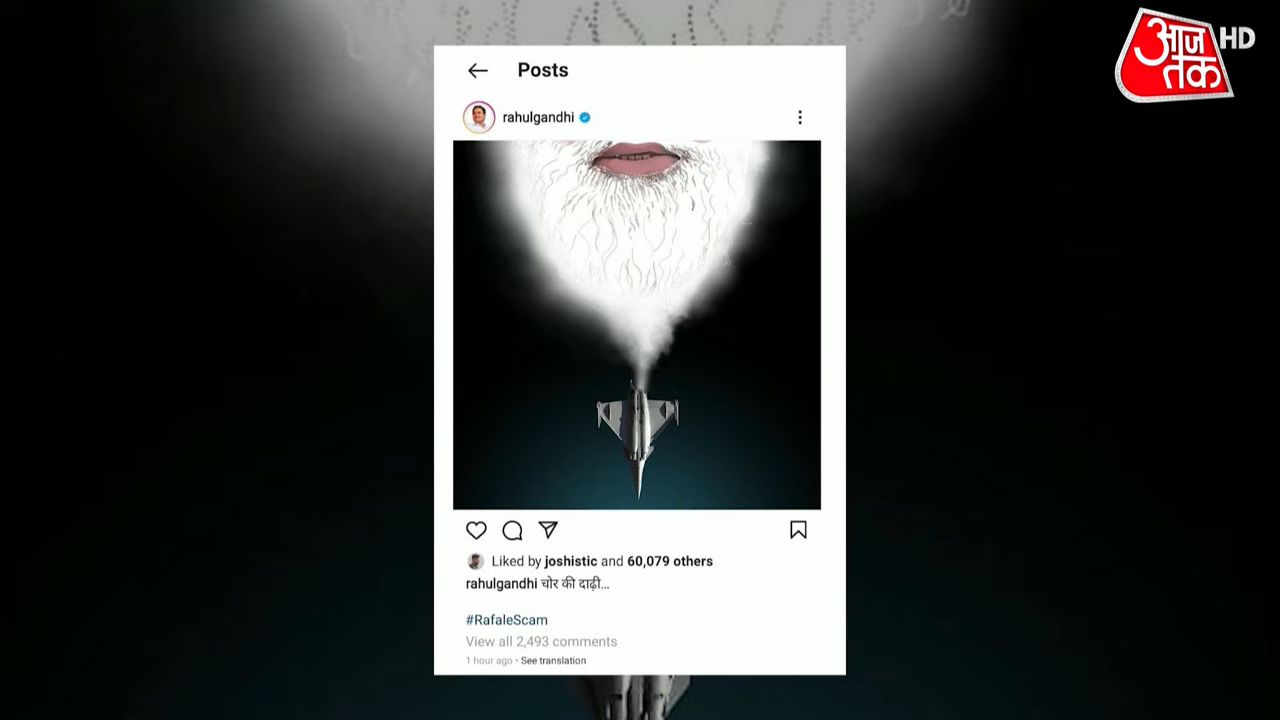 आज तक HD
Posts
rahulgandhi
Liked by joshistic and 60,079 others
rahulgandhi चोर की दाढ़ी...
#RafaleScam
View all 2,493 comments
1 hour ago • See translation